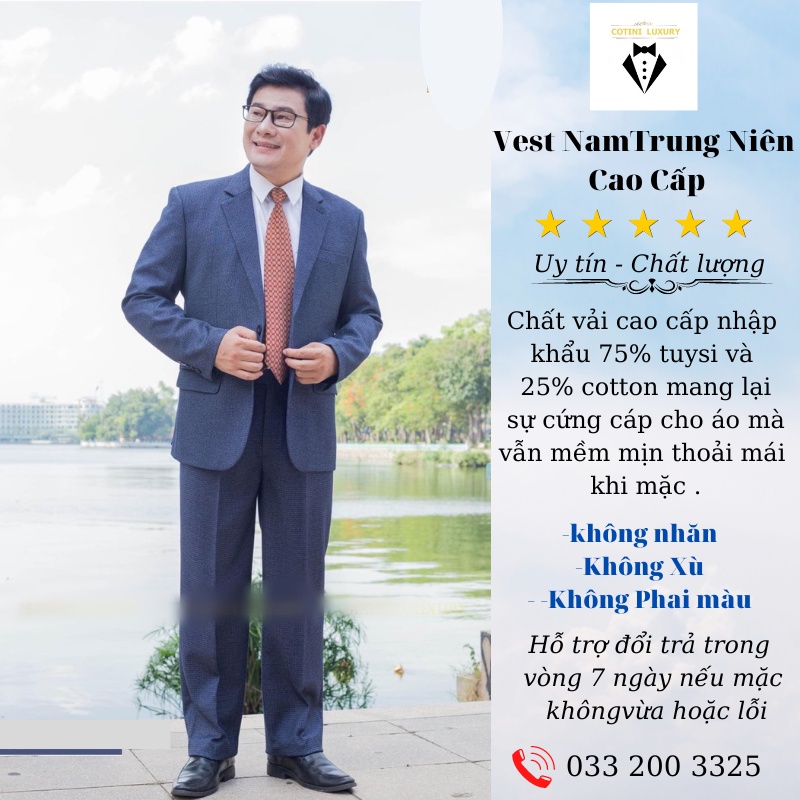 COTINI LUXURY
Vest NamTrung Niên
Cao Cấp
Uy tín - Chất lượng
Chất vải cao cấp nhập
khẩu 75% tuysi và
25% cotton mang lại
sự cứng cáp cho áo mà
vẫn mềm mịn thoải mái
khi mặc .
-không nhăn
-Không Xù
- -Không Phai màu
Hỗ trợ đổi trả trong
vòng 7 ngày nếu mặc
khôngvừa hoặc lỗi
033 200 3325